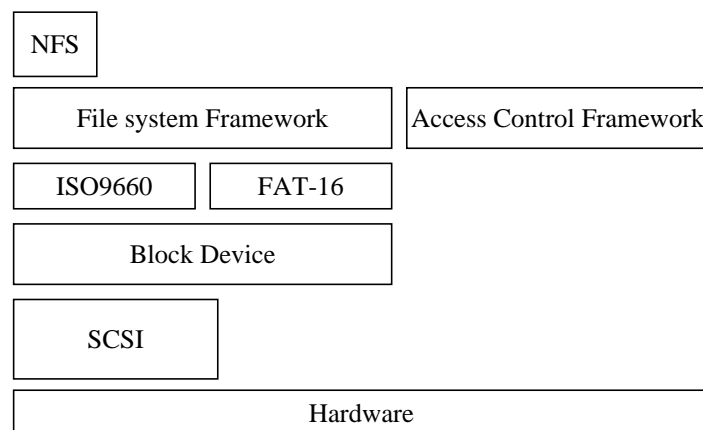 NFS
File system Framework
Access Control Framework
ISO9660
FAT-16
Block Device
SCSI
Hardware